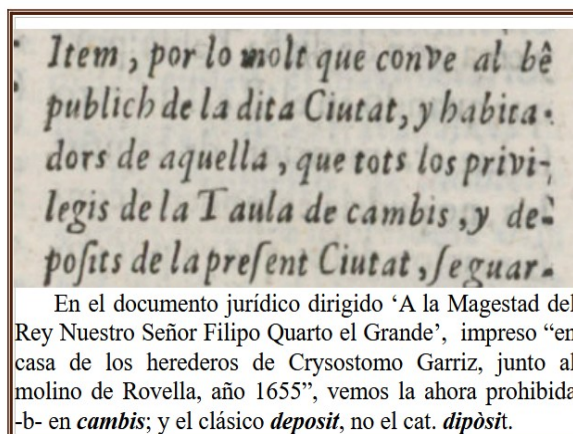 Item, por lo molt que conve al bê
publich de la dita Ciutat, y habita-
dors de aquella, que tots los privi-
legis de la Taula de cambis, y de-
poſits de la preſent Ciutat, ſeguar-
En el documento jurídico dirigido ‘A la Magestad del
Rey Nuestro Señor Filipo Quarto el Grande’, impreso “en
casa de los herederos de Crysostomo Garriz, junto al
molino de Rovella, año 1655”, vemos la ahora prohibida
-b- en cambis; y el clásico deposit, no el cat. dipòsit.